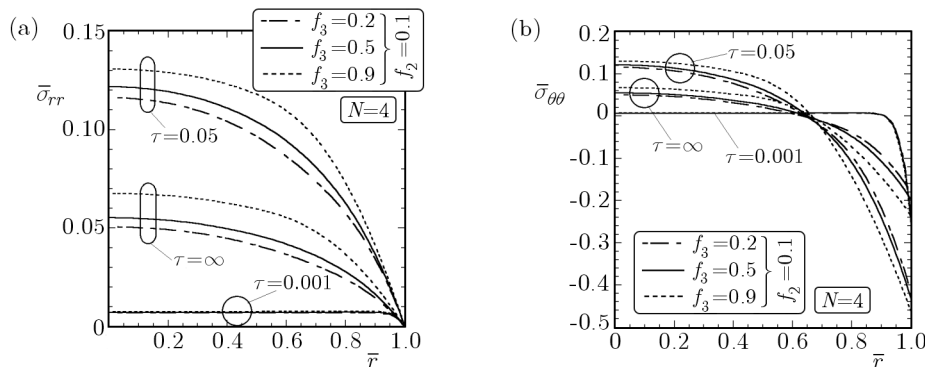 (a)
0.15
0.10
0.05
0
σ̅rr
f3=0.2
f3=0.5
f3=0.9
f2=0.1
N=4
τ=0.05
τ=∞
τ=0.001
0.2 0.4 0.6 0.8 1.0
r̅
(b)
0.2
0.1
0
-0.1
-0.2
-0.3
-0.4
-0.5
σ̅θθ
τ=0.05
τ=∞
τ=0.001
f3=0.2
f3=0.5
f3=0.9
f2=0.1
N=4
0 0.2 0.4 0.6 0.8 1.0
r̅